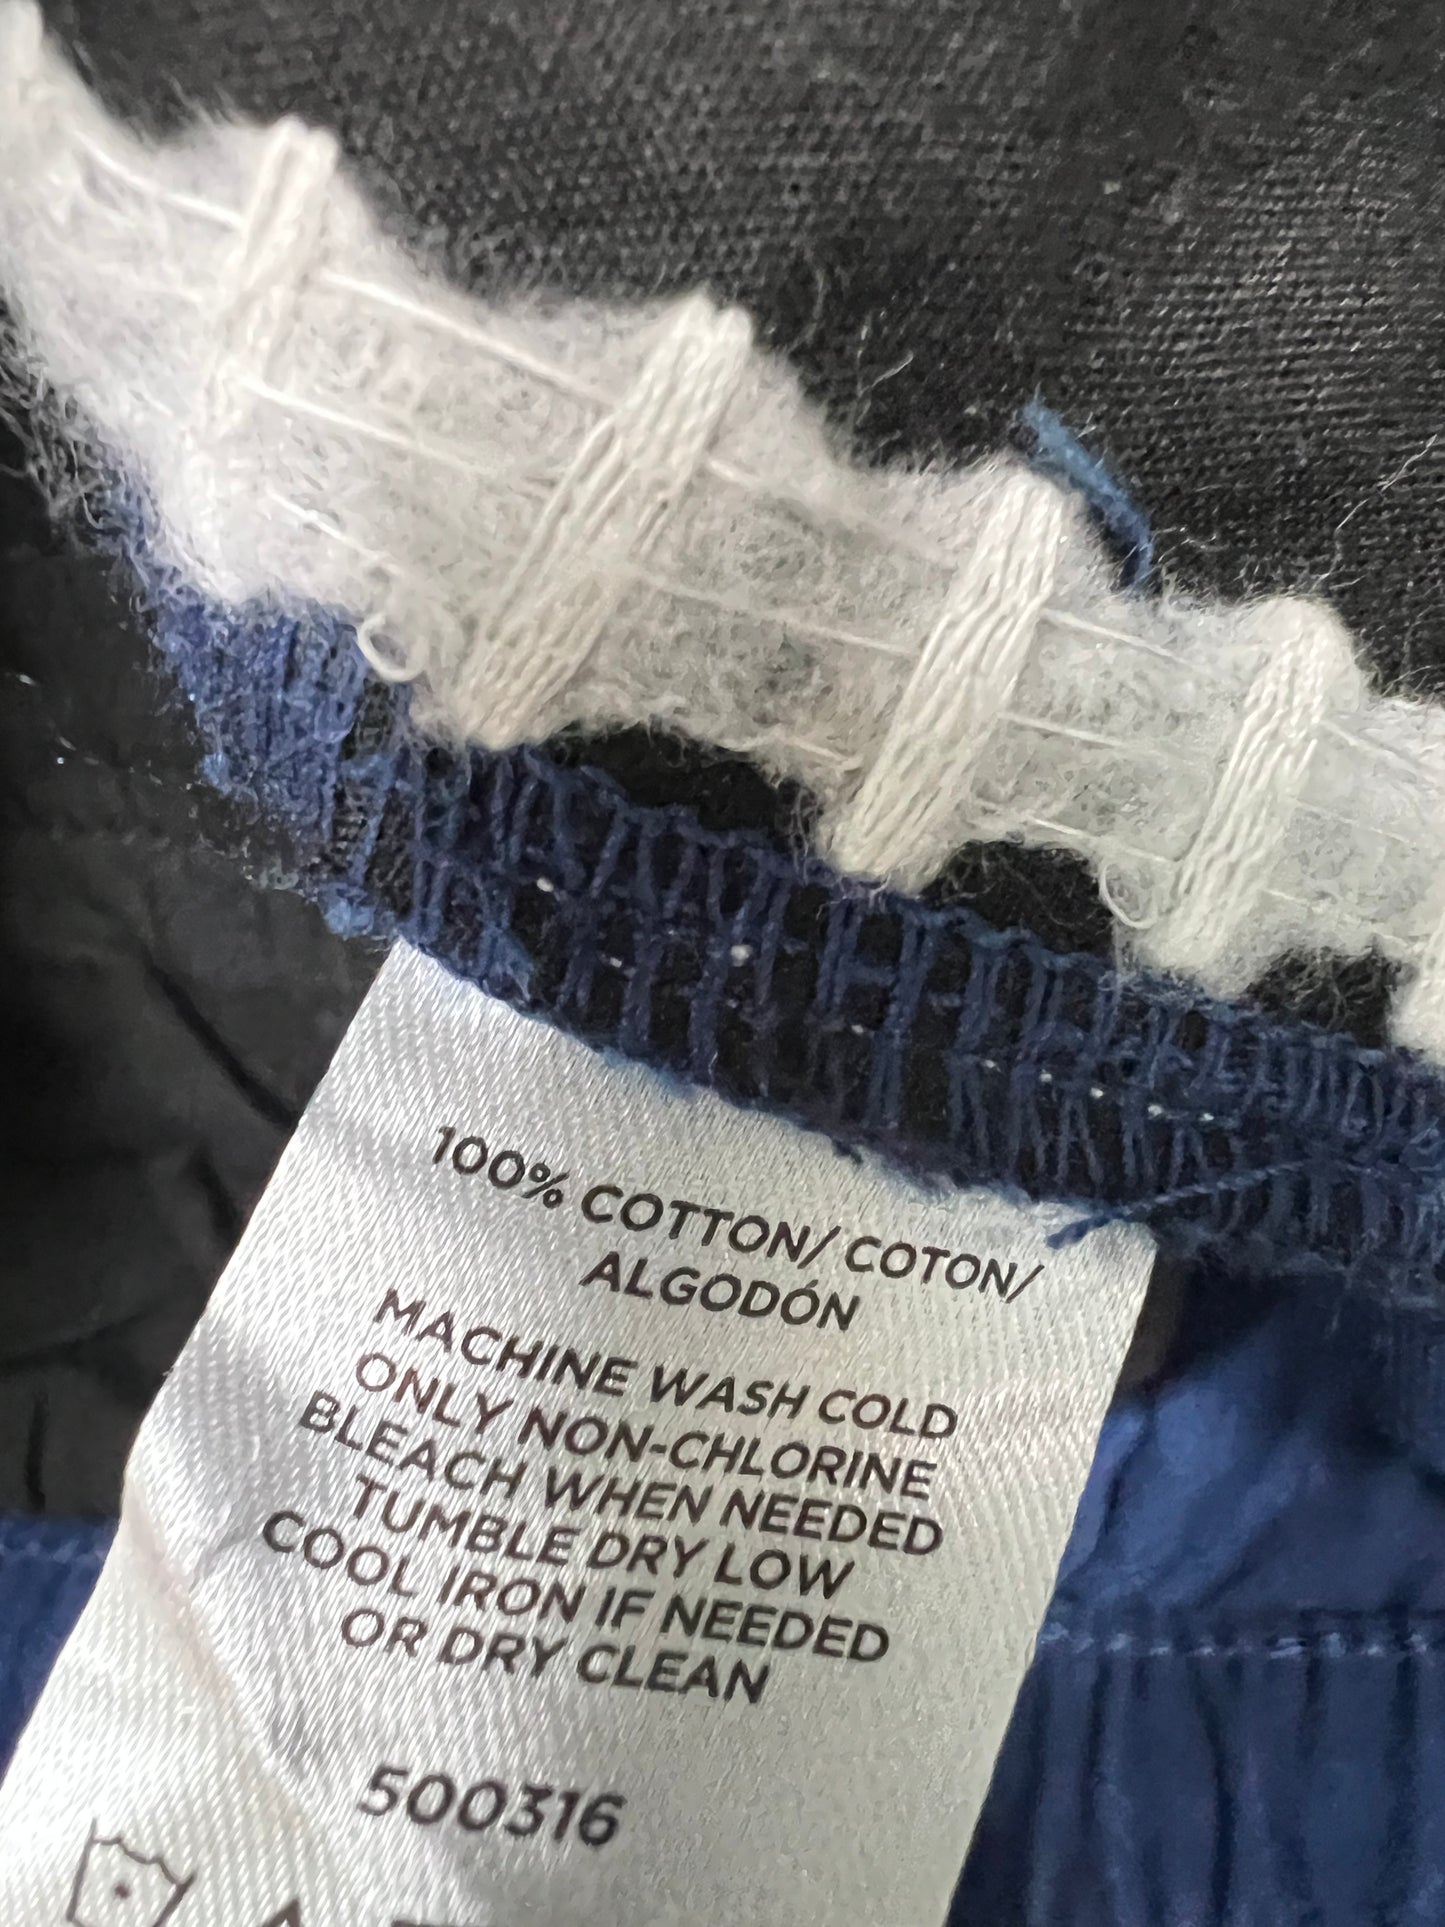 100% COTTON/ COTON/
ALGODÓN
MACHINE WASH COLD
ONLY NON-CHLORINE
BLEACH WHEN NEEDED
TUMBLE DRY LOW
COOL IRON IF NEEDED
OR DRY CLEAN
500316